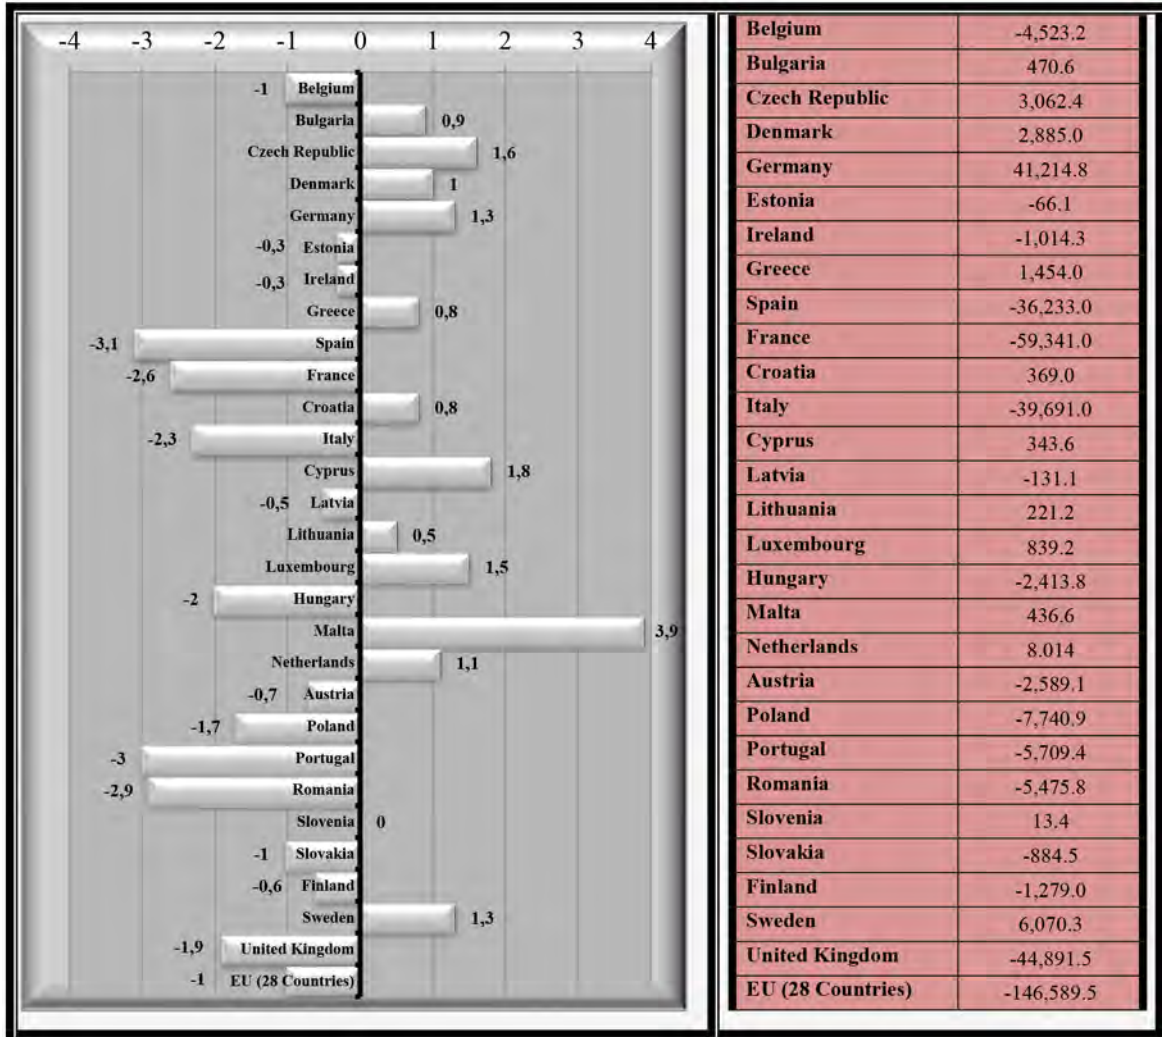 -4 -3 -2 -1 0 1 2 3 4
-1 Belgium
Bulgaria 0,9
Czech Republic 1,6
Denmark 1
Germany 1,3
-0,3 Estonia
-0,3 Ireland
Greece 0,8
-3,1 Spain
-2,6 France
Croatia 0,8
-2,3 Italy
Cyprus 1,8
-0,5 Latvia
Lithuania 0,5
Luxembourg 1,5
-2 Hungary
Malta 3,9
Netherlands 1,1
-0,7 Austria
-1,7 Poland
-3 Portugal
-2,9 Romania
Slovenia 0
-1 Slovakia
-0,6 Finland
Sweden 1,3
-1,9 United Kingdom
-1 EU (28 Countries)
Belgium -4,523.2
Bulgaria 470.6
Czech Republic 3,062.4
Denmark 2,885.0
Germany 41,214.8
Estonia -66.1
Ireland -1,014.3
Greece 1,454.0
Spain -36,233.0
France -59,341.0
Croatia 369.0
Italy -39,691.0
Cyprus 343.6
Latvia -131.1
Lithuania 221.2
Luxembourg 839.2
Hungary -2,413.8
Malta 436.6
Netherlands 8.014
Austria -2,589.1
Poland -7,740.9
Portugal -5,709.4
Romania -5,475.8
Slovenia 13.4
Slovakia -884.5
Finland -1,279.0
Sweden 6,070.3
United Kingdom -44,891.5
EU (28 Countries) -146,589.5